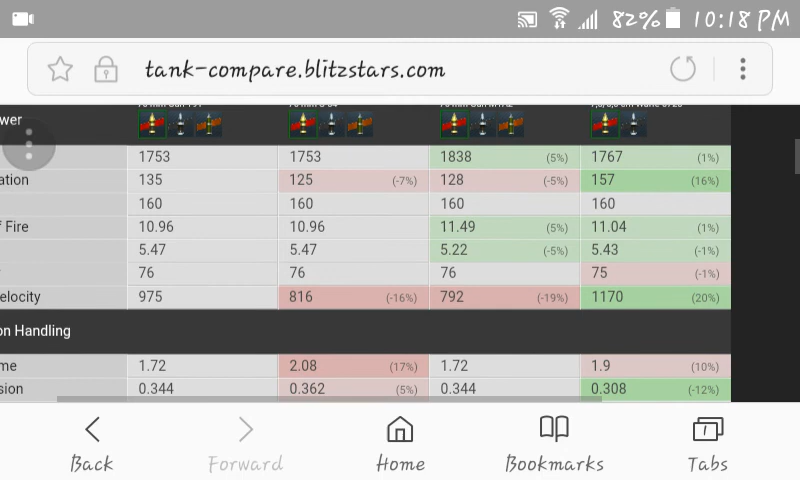 82% 10:18 PM
tank-compare.blitzstars.com
wer
1753 1753 1838 (5%) 1767 (1%)
ation 135 125 (-7%) 128 (-5%) 157 (16%)
160 160 160 160
f Fire 10.96 10.96 11.49 (5%) 11.04 (1%)
5.47 5.47 5.22 (-5%) 5.43 (-1%)
76 76 76 75 (-1%)
elocity 975 816 (-16%) 792 (-19%) 1170 (20%)
on Handling
me 1.72 2.08 (17%) 1.72 1.9 (10%)
sion 0.344 0.362 (5%) 0.344 0.308 (-12%)
Back Forward Home Bookmarks 1 Tabs